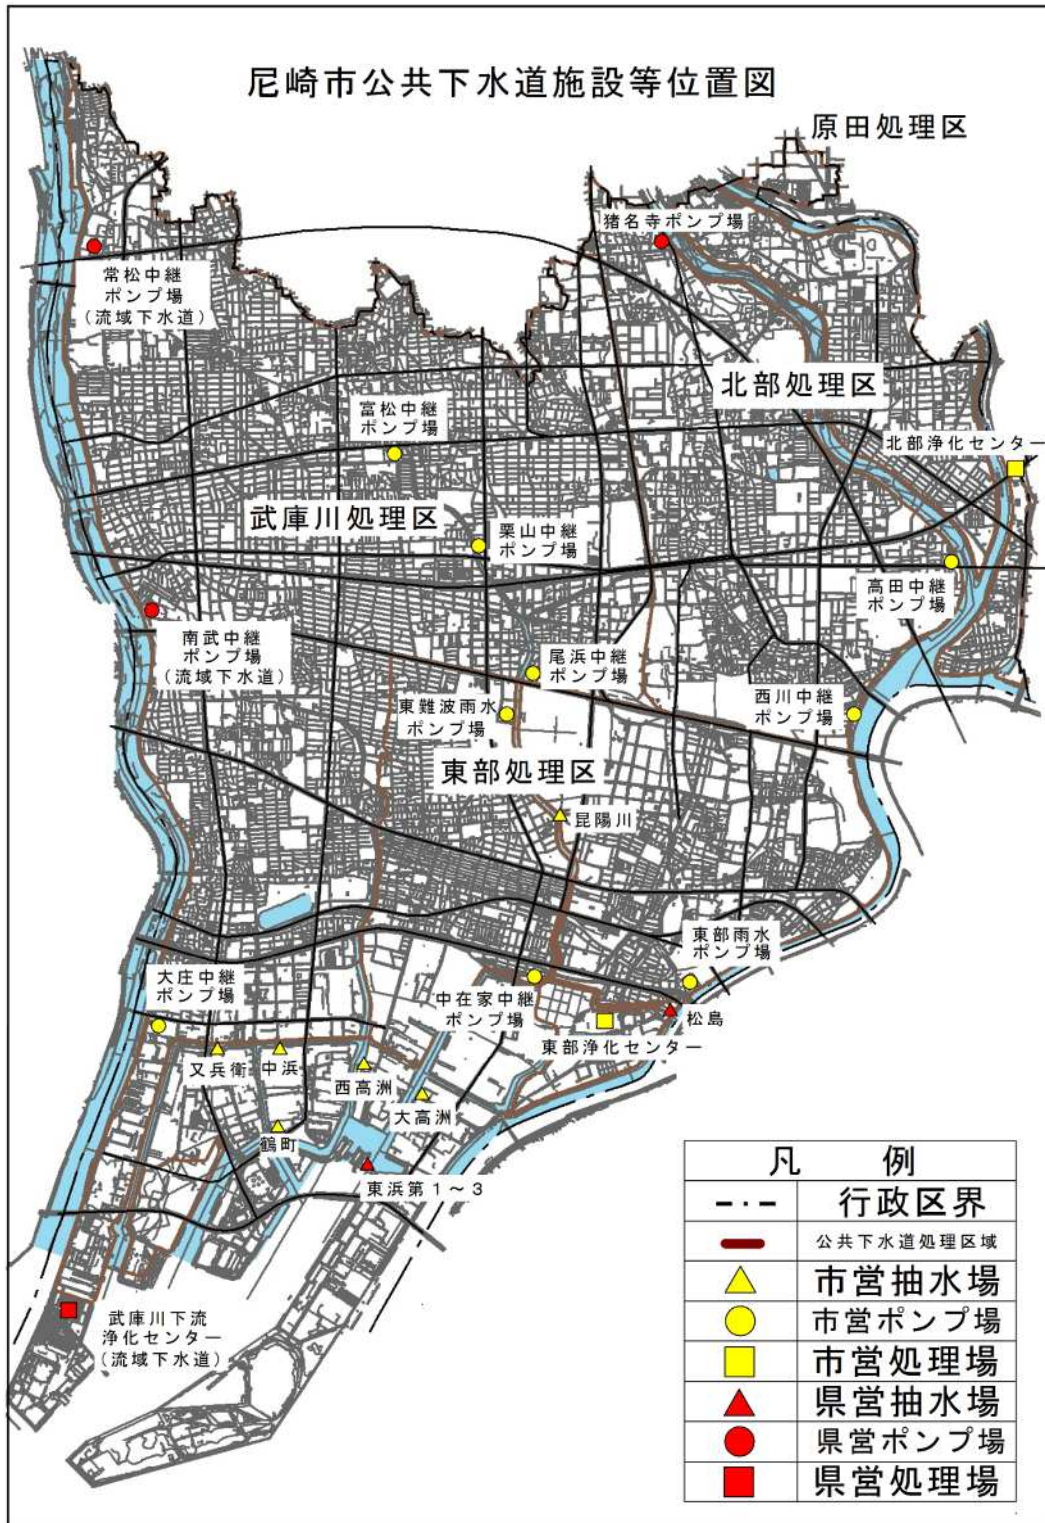 尼崎市公共下水道施設等位置図
原田処理区
猪名寺ポンプ場
常松中継
ポンプ場
(流域下水道)
北部処理区
富松中継
ポンプ場
北部浄化センター
武庫川処理区
栗山中継
ポンプ場
高田中継
ポンプ場
南武中継
ポンプ場
(流域下水道)
尾浜中継
ポンプ場
東難波雨水
ポンプ場
西川中継
ポンプ場
東部処理区
昆陽川
東部雨水
ポンプ場
大庄中継
ポンプ場
中在家中継
ポンプ場
松島
東部浄化センター
又兵衛
中浜
西高洲
大高洲
鶴町
東浜第1~3
武庫川下流
浄化センター
(流域下水道)
凡 例
行政区界
公共下水道処理区域
市営抽水場
市営ポンプ場
市営処理場
県営抽水場
県営ポンプ場
県営処理場